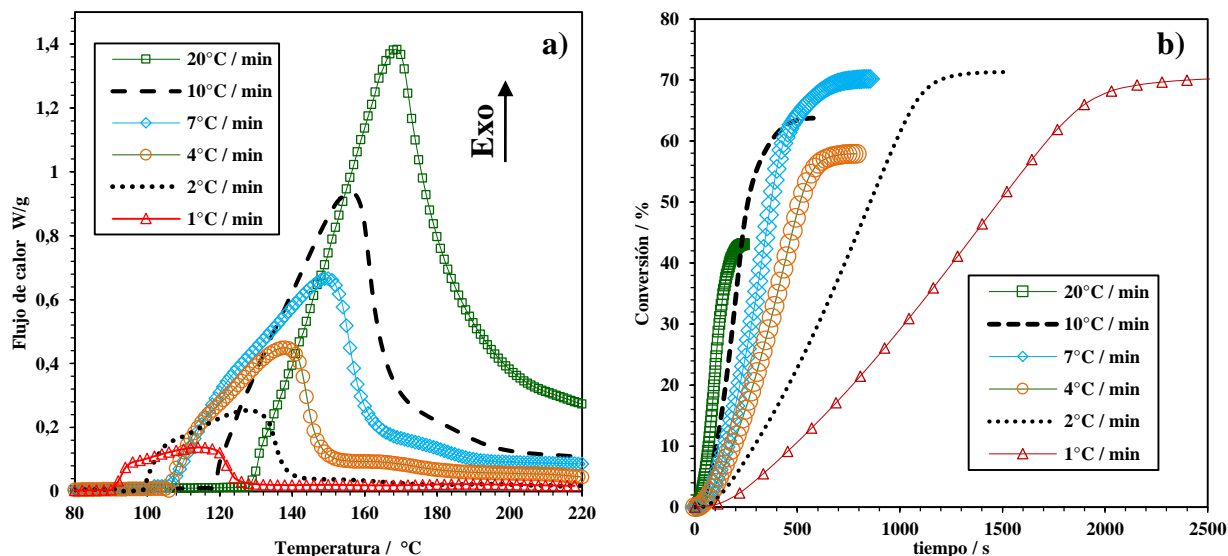 a)
Flujo de calor W/g
1,4
1,2
1
0,8
0,6
0,4
0,2
0
80 100 120 140 160 180 200 220
Temperatura / °C
20°C / min
10°C / min
7°C / min
4°C / min
2°C / min
1°C / min
Exo
b)
Conversión / %
80
70
60
50
40
30
20
10
0
0 500 1000 1500 2000 2500
tiempo / s
20°C / min
10°C / min
7°C / min
4°C / min
2°C / min
1°C / min